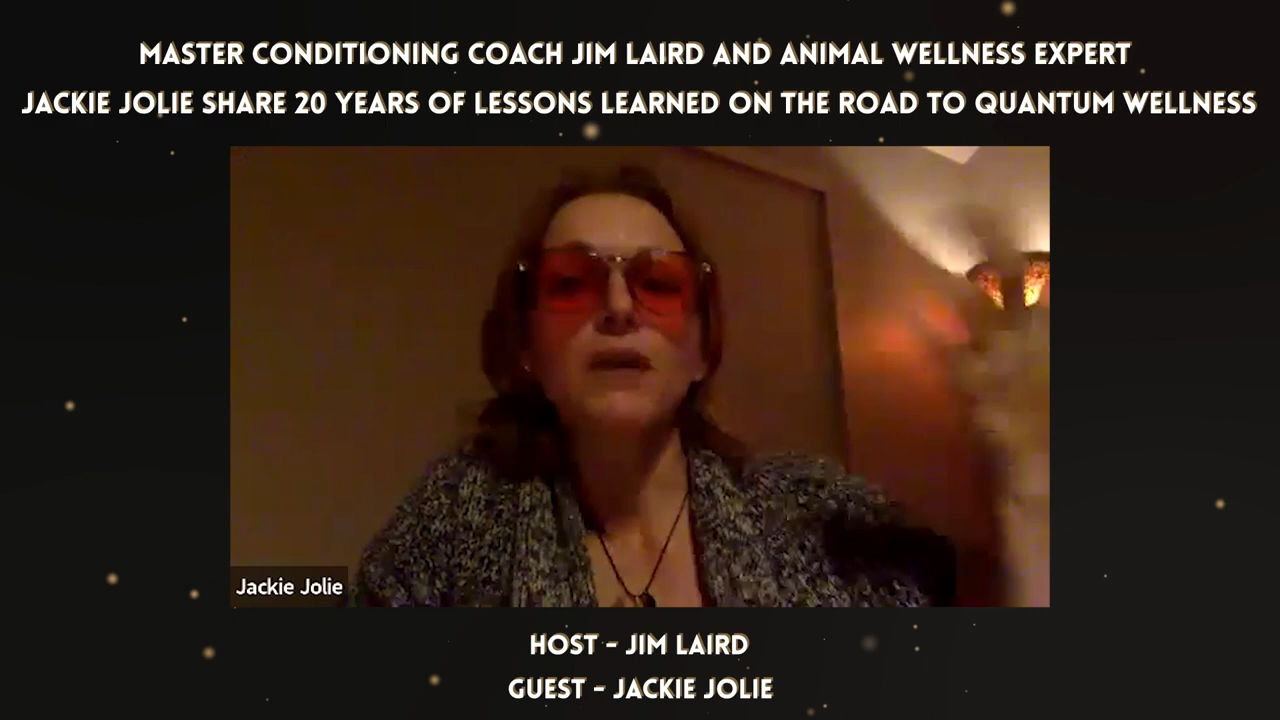 MASTER CONDITIONING COACH JIM LAIRD AND ANIMAL WELLNESS EXPERT
JACKIE JOLIE SHARE 20 YEARS OF LESSONS LEARNED ON THE ROAD TO QUANTUM WELLNESS
Jackie Jolie
HOST - JIM LAIRD
GUEST - JACKIE JOLIE